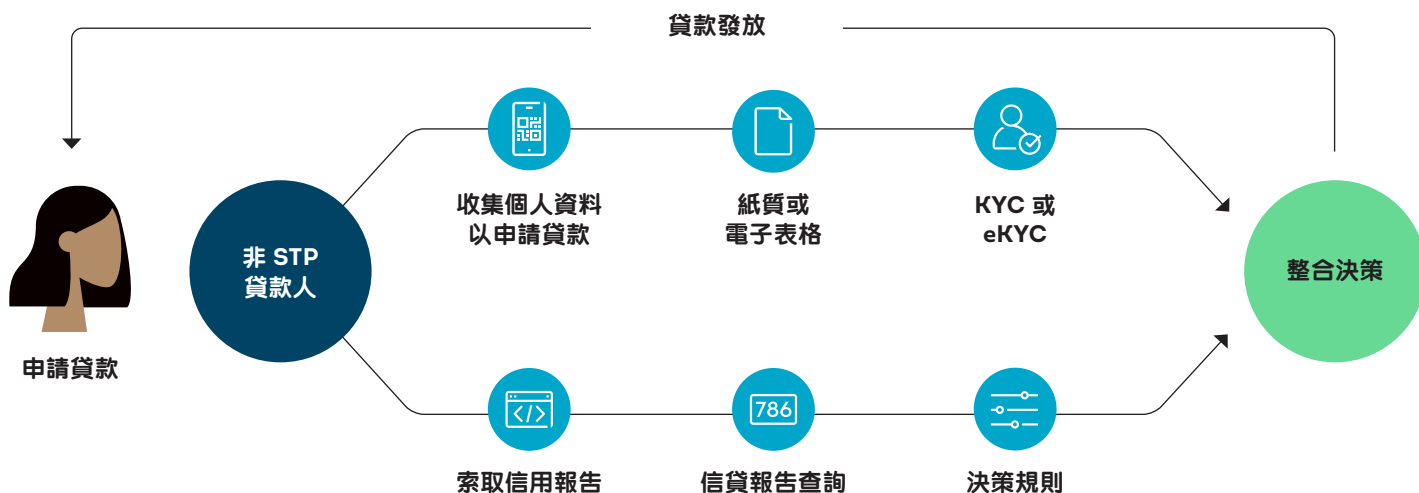 貸款發放
收集個人資料
以申請貸款
紙質或
電子表格
KYC 或
eKYC
非 STP
貸款人
整合決策
申請貸款
786
索取信用報告
信貸報告查詢
決策規則